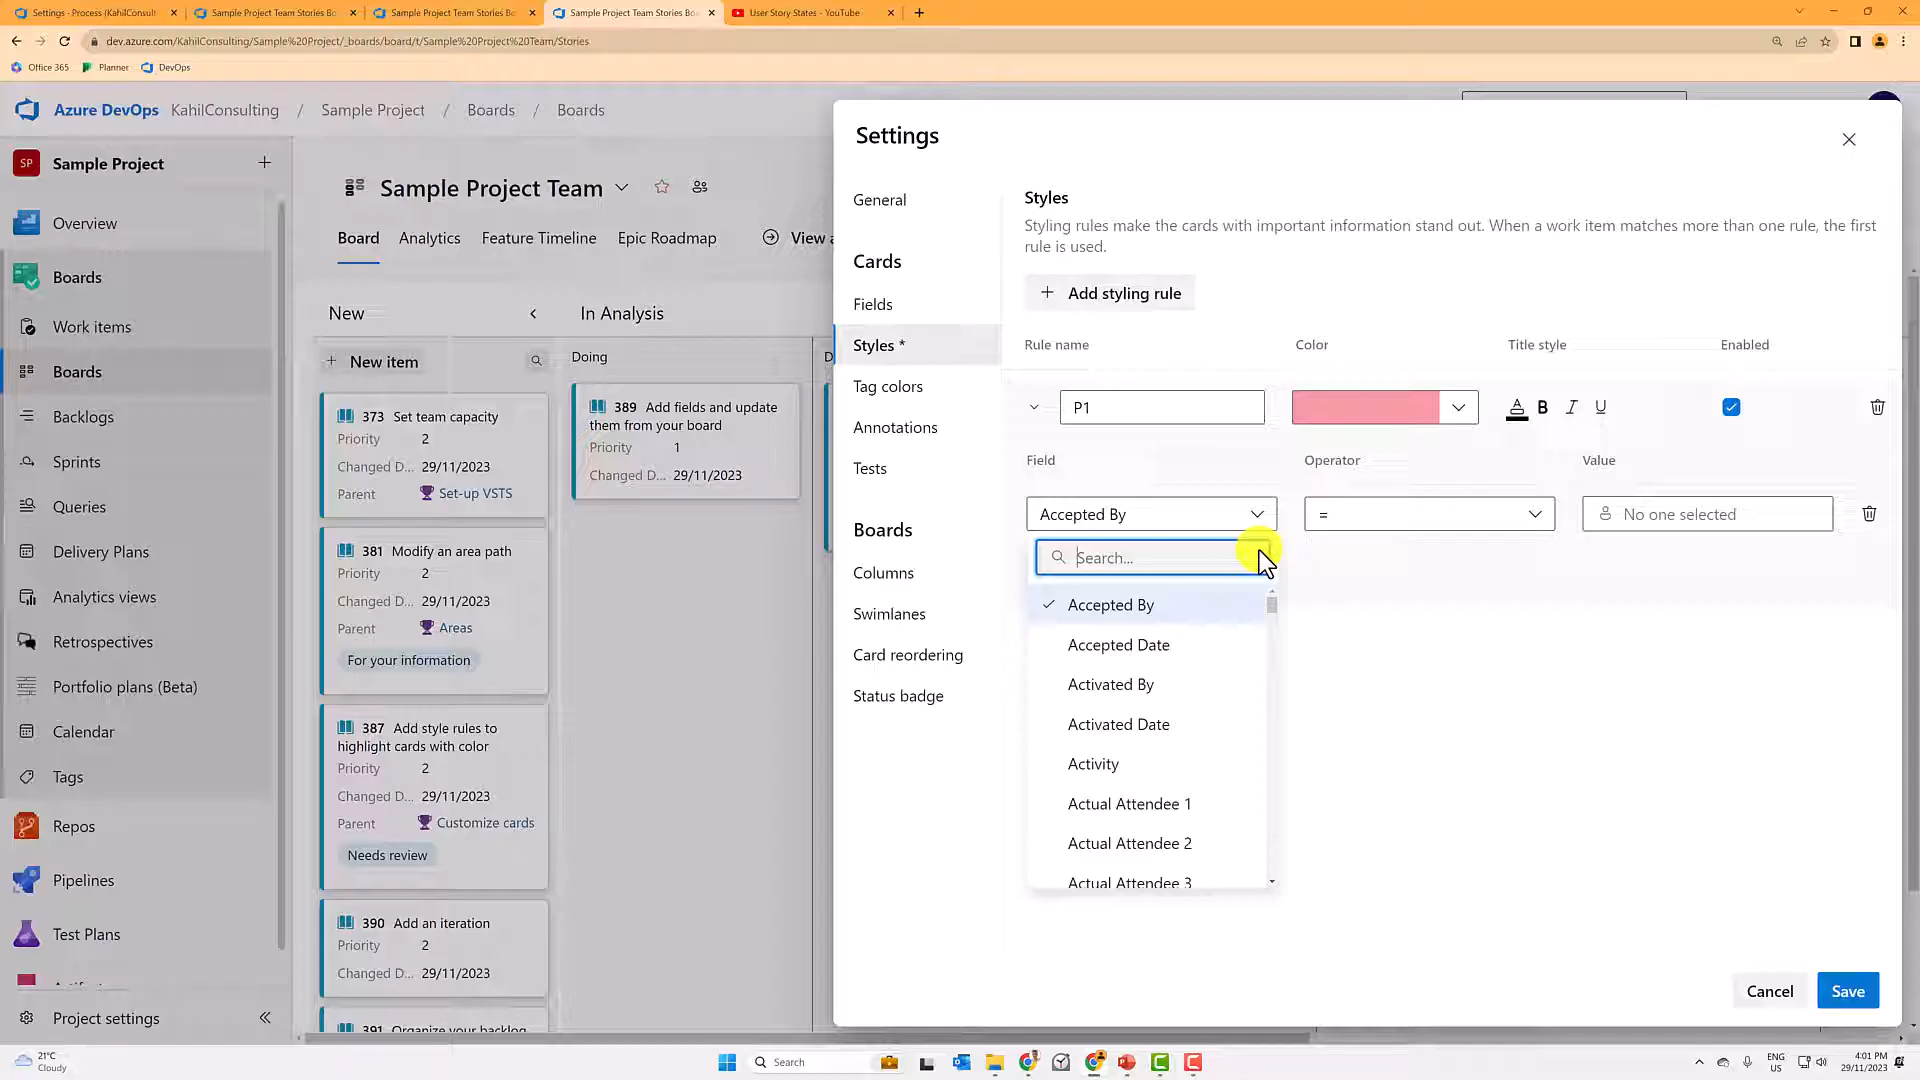 Settings - Process (KahilConsult
Sample Project Team Stories Bo
Sample Project Team Stories Boa
Sample Project Team Stories Boa
User Story States - YouTube
dev.azure.com/KahilConsulting/Sample%20Project/_boards/board/t/Sample%20Project%20Team/Stories
Office 365
Planner
DevOps
Azure DevOps
KahilConsulting / Sample Project / Boards / Boards
SP
Sample Project
Overview
Boards
Work items
Boards
Backlogs
Sprints
Queries
Delivery Plans
Analytics views
Retrospectives
Portfolio plans (Beta)
Calendar
Tags
Repos
Pipelines
Test Plans
Project settings
Sample Project Team
Board
Analytics
Feature Timeline
Epic Roadmap
View a
New
In Analysis
New item
Doing
D
373 Set team capacity
Priority 2
Changed D... 29/11/2023
Parent Set-up VSTS
381 Modify an area path
Priority 2
Changed D... 29/11/2023
Parent Areas
For your information
387 Add style rules to
highlight cards with color
Priority 2
Changed D... 29/11/2023
Parent Customize cards
Needs review
390 Add an iteration
Priority 2
Changed D... 29/11/2023
391 Organize your backlog
389 Add fields and update
them from your board
Priority 1
Changed D... 29/11/2023
Settings
General
Cards
Fields
Styles *
Tag colors
Annotations
Tests
Boards
Columns
Swimlanes
Card reordering
Status badge
Styles
Styling rules make the cards with important information stand out. When a work item matches more than one rule, the first
rule is used.
Add styling rule
Rule name
Color
Title style
Enabled
P1
A B I U
Field
Operator
Value
Accepted By
=
No one selected
Search...
Accepted By
Accepted Date
Activated By
Activated Date
Activity
Actual Attendee 1
Actual Attendee 2
Actual Attendee 3
Cancel
Save
21°C
Cloudy
Search
ENG
US
4:01 PM
29/11/2023